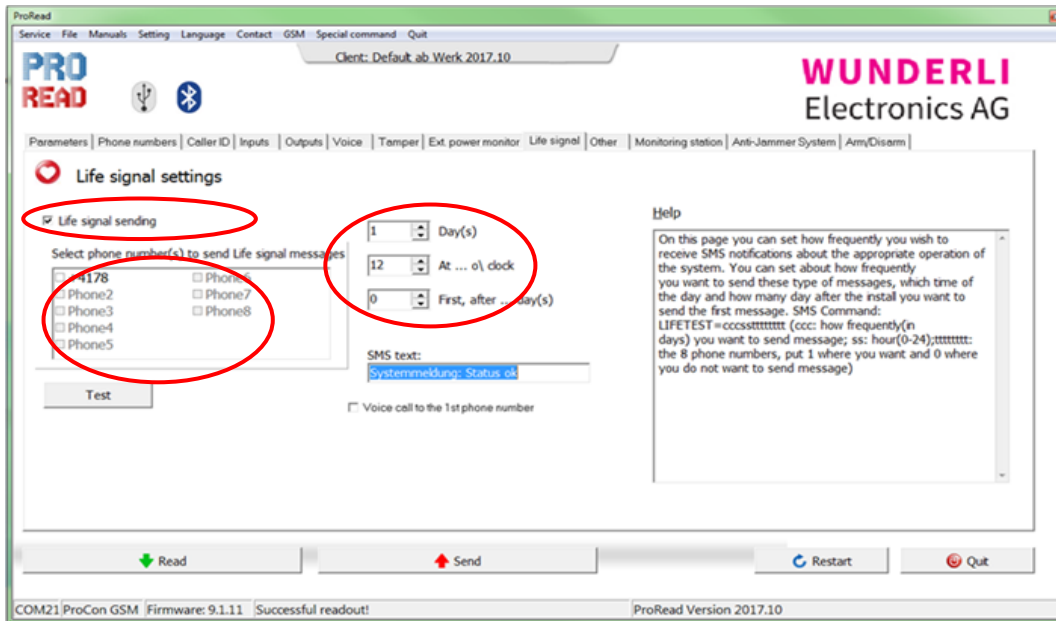 ProRead
Service File Manuals Setting Language Contact GSM Special command Quit
Client: Default ab Werk 2017.10
PRO
READ
WUNDERLI
Electronics AG
Parameters Phone numbers Caller ID Inputs Outputs Voice Tamper Ext. power monitor Life signal Other Monitoring station Anti-Jammer System Arm/Disarm
Life signal settings
Life signal sending
Select phone number(s) to send Life signal messages
4178 Phone6
Phone2 Phone7
Phone3 Phone8
Phone4
Phone5
Test
1 Day(s)
12 At ... o\ clock
0 First, after ... day(s)
SMS text:
Systemmeldung: Status ok
Voice call to the 1st phone number
Help
On this page you can set how frequently you wish to
receive SMS notifications about the appropriate operation of
the system. You can set about how frequently
you want to send these type of messages, which time of
the day and how many day after the install you want to
send the first message. SMS Command:
LIFETEST=cccsstttttttt (ccc: how frequently(in
days) you want to send message; ss: hour(0-24);tttttttt:
the 8 phone numbers, put 1 where you want and 0 where
you do not want to send message)
Read Send Restart Quit
COM21 ProCon GSM Firmware: 9.1.11 Successful readout! ProRead Version 2017.10